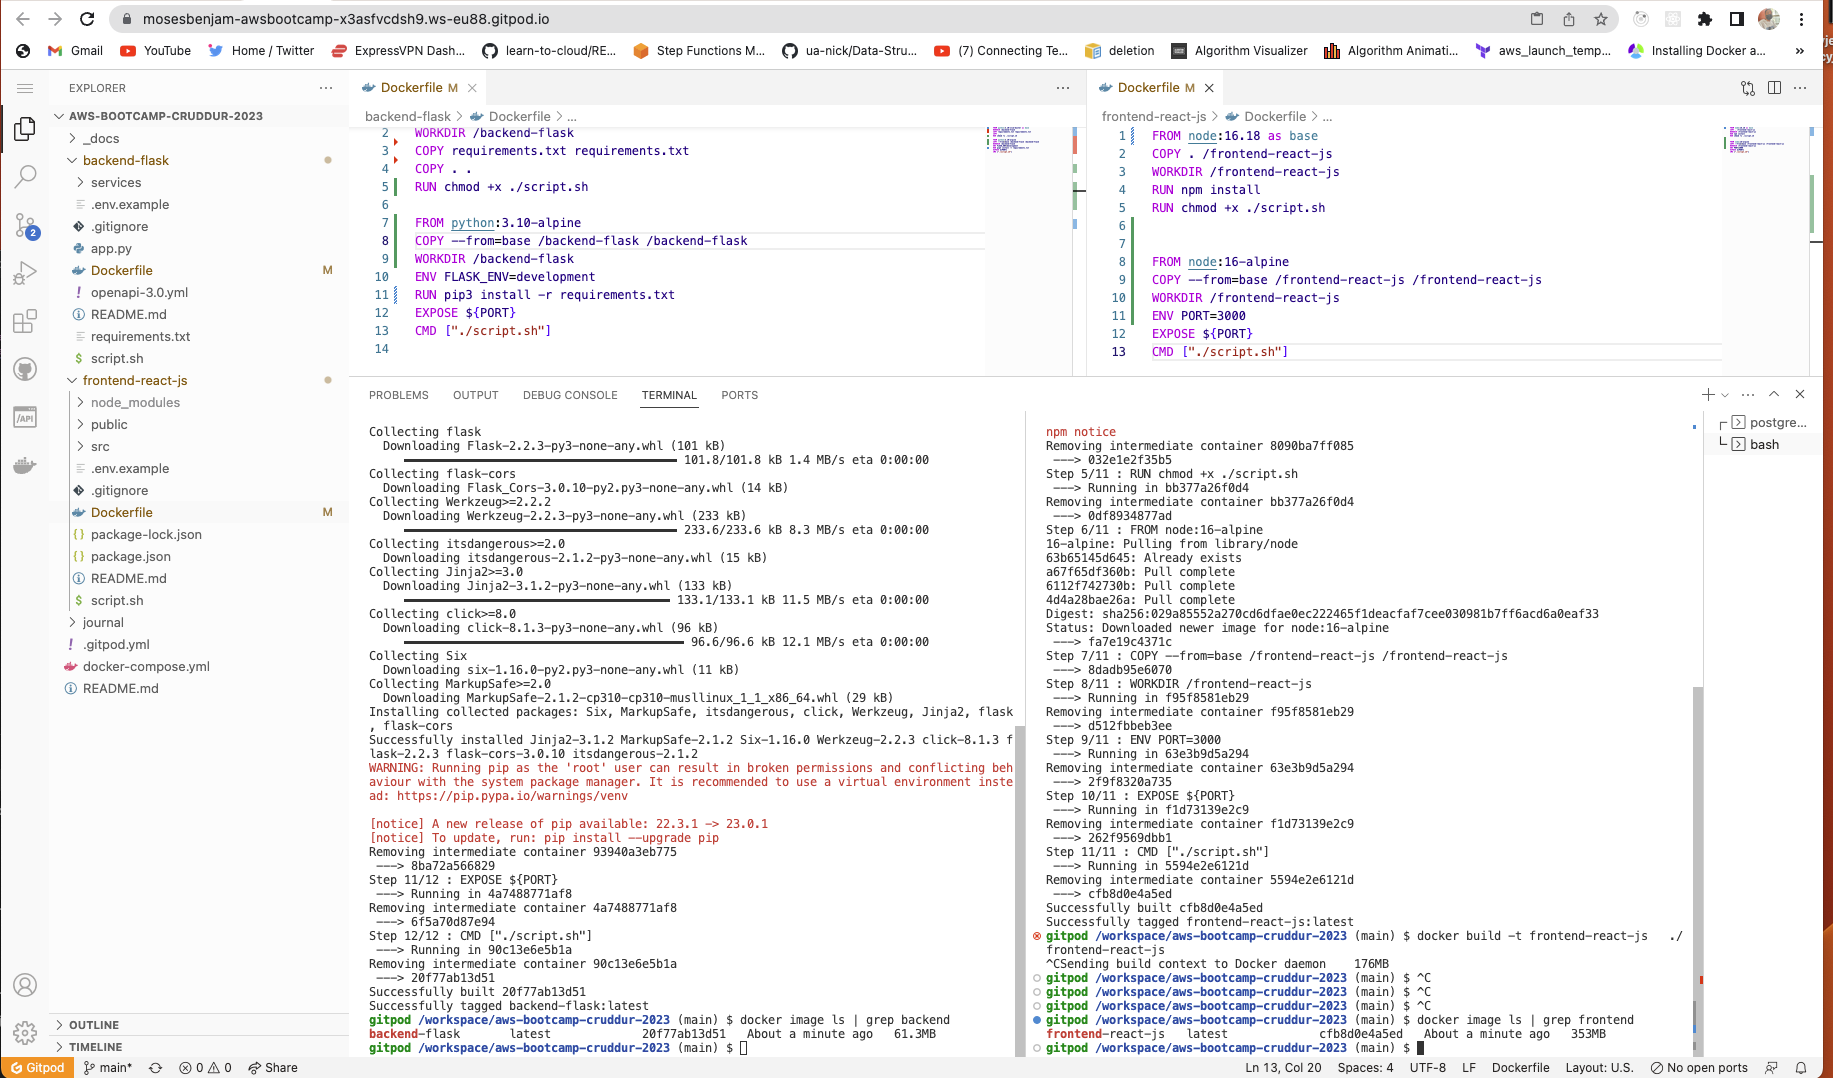 mosesbenjam-awsbootcamp-x3asfvcdsh9.ws-eu88.gitpod.io
Gmail
YouTube
Home / Twitter
ExpressVPN Dash...
learn-to-cloud/RE...
Step Functions M...
ua-nick/Data-Stru...
(7) Connecting Te...
deletion
Algorithm Visualizer
Algorithm Animati...
aws_launch_temp...
Installing Docker a...
»
EXPLORER
AWS-BOOTCAMP-CRUDDUR-2023
_docs
backend-flask
services
.env.example
.gitignore
app.py
Dockerfile M
openapi-3.0.yml
README.md
requirements.txt
script.sh
frontend-react-js
node_modules
public
src
.env.example
.gitignore
Dockerfile M
package-lock.json
package.json
README.md
script.sh
journal
.gitpod.yml
docker-compose.yml
README.md
OUTLINE
TIMELINE
2
/API
Dockerfile M
backend-flask > Dockerfile > ...
2 WORKDIR /backend-flask
3 COPY requirements.txt requirements.txt
4 COPY . .
5 RUN chmod +x ./script.sh
6
7 FROM python:3.10-alpine
8 COPY --from=base /backend-flask /backend-flask
9 WORKDIR /backend-flask
10 ENV FLASK_ENV=development
11 RUN pip3 install -r requirements.txt
12 EXPOSE ${PORT}
13 CMD ["./script.sh"]
14
Dockerfile M
frontend-react-js > Dockerfile > ...
1 FROM node:16.18 as base
2 COPY . /frontend-react-js
3 WORKDIR /frontend-react-js
4 RUN npm install
5 RUN chmod +x ./script.sh
6
7
8 FROM node:16-alpine
9 COPY --from=base /frontend-react-js /frontend-react-js
10 WORKDIR /frontend-react-js
11 ENV PORT=3000
12 EXPOSE ${PORT}
13 CMD ["./script.sh"]
PROBLEMS OUTPUT DEBUG CONSOLE TERMINAL PORTS
Collecting flask
Downloading Flask-2.2.3-py3-none-any.whl (101 kB)
101.8/101.8 kB 1.4 MB/s eta 0:00:00
Collecting flask-cors
Downloading Flask_Cors-3.0.10-py2.py3-none-any.whl (14 kB)
Collecting Werkzeug>=2.2.2
Downloading Werkzeug-2.2.3-py3-none-any.whl (233 kB)
233.6/233.6 kB 8.3 MB/s eta 0:00:00
Collecting itsdangerous>=2.0
Downloading itsdangerous-2.1.2-py3-none-any.whl (15 kB)
Collecting Jinja2>=3.0
Downloading Jinja2-3.1.2-py3-none-any.whl (133 kB)
133.1/133.1 kB 11.5 MB/s eta 0:00:00
Collecting click>=8.0
Downloading click-8.1.3-py3-none-any.whl (96 kB)
96.6/96.6 kB 12.1 MB/s eta 0:00:00
Collecting Six
Downloading six-1.16.0-py2.py3-none-any.whl (11 kB)
Collecting MarkupSafe>=2.0
Downloading MarkupSafe-2.1.2-cp310-cp310-musllinux_1_1_x86_64.whl (29 kB)
Installing collected packages: Six, MarkupSafe, itsdangerous, click, Werkzeug, Jinja2, flask
, flask-cors
Successfully installed Jinja2-3.1.2 MarkupSafe-2.1.2 Six-1.16.0 Werkzeug-2.2.3 click-8.1.3 f
lask-2.2.3 flask-cors-3.0.10 itsdangerous-2.1.2
WARNING: Running pip as the 'root' user can result in broken permissions and conflicting beh
aviour with the system package manager. It is recommended to use a virtual environment inste
ad: https://pip.pypa.io/warnings/venv
[notice] A new release of pip available: 22.3.1 -> 23.0.1
[notice] To update, run: pip install --upgrade pip
Removing intermediate container 93940a3eb775
---> 8ba72a566829
Step 11/12 : EXPOSE ${PORT}
---> Running in 4a7488771af8
Removing intermediate container 4a7488771af8
---> 6f5a70d87e94
Step 12/12 : CMD ["./script.sh"]
---> Running in 90c13e6e5b1a
Removing intermediate container 90c13e6e5b1a
---> 20f77ab13d51
Successfully built 20f77ab13d51
Successfully tagged backend-flask:latest
gitpod /workspace/aws-bootcamp-cruddur-2023 (main) $ docker image ls | grep backend
backend-flask latest 20f77ab13d51 About a minute ago 61.3MB
gitpod /workspace/aws-bootcamp-cruddur-2023 (main) $
npm notice
Removing intermediate container 8090ba7ff085
---> 032e1e2f35b5
Step 5/11 : RUN chmod +x ./script.sh
---> Running in bb377a26f0d4
Removing intermediate container bb377a26f0d4
---> 0df8934877ad
Step 6/11 : FROM node:16-alpine
16-alpine: Pulling from library/node
63b65145d645: Already exists
a67f65df360b: Pull complete
6112f742730b: Pull complete
4d4a28bae26a: Pull complete
Digest: sha256:029a85552a270cd6dfae0ec222465f1deacfaf7cee030981b7ff6acd6a0eaf33
Status: Downloaded newer image for node:16-alpine
---> fa7e19c4371c
Step 7/11 : COPY --from=base /frontend-react-js /frontend-react-js
---> 8dadb95e6070
Step 8/11 : WORKDIR /frontend-react-js
---> Running in f95f8581eb29
Removing intermediate container f95f8581eb29
---> d512fbbeb3ee
Step 9/11 : ENV PORT=3000
---> Running in 63e3b9d5a294
Removing intermediate container 63e3b9d5a294
---> 2f9f8320a735
Step 10/11 : EXPOSE ${PORT}
---> Running in f1d73139e2c9
Removing intermediate container f1d73139e2c9
---> 262f9569dbb1
Step 11/11 : CMD ["./script.sh"]
---> Running in 5594e2e6121d
Removing intermediate container 5594e2e6121d
---> cfb8d0e4a5ed
Successfully built cfb8d0e4a5ed
Successfully tagged frontend-react-js:latest
gitpod /workspace/aws-bootcamp-cruddur-2023 (main) $ docker build -t frontend-react-js ./
frontend-react-js
^CSending build context to Docker daemon 176MB
gitpod /workspace/aws-bootcamp-cruddur-2023 (main) $ ^C
gitpod /workspace/aws-bootcamp-cruddur-2023 (main) $ ^C
gitpod /workspace/aws-bootcamp-cruddur-2023 (main) $ ^C
gitpod /workspace/aws-bootcamp-cruddur-2023 (main) $ docker image ls | grep frontend
frontend-react-js latest cfb8d0e4a5ed About a minute ago 353MB
gitpod /workspace/aws-bootcamp-cruddur-2023 (main) $
postgre...
bash
Gitpod main* 0 0 Share
Ln 13, Col 20 Spaces: 4 UTF-8 LF Dockerfile Layout: U.S. No open ports